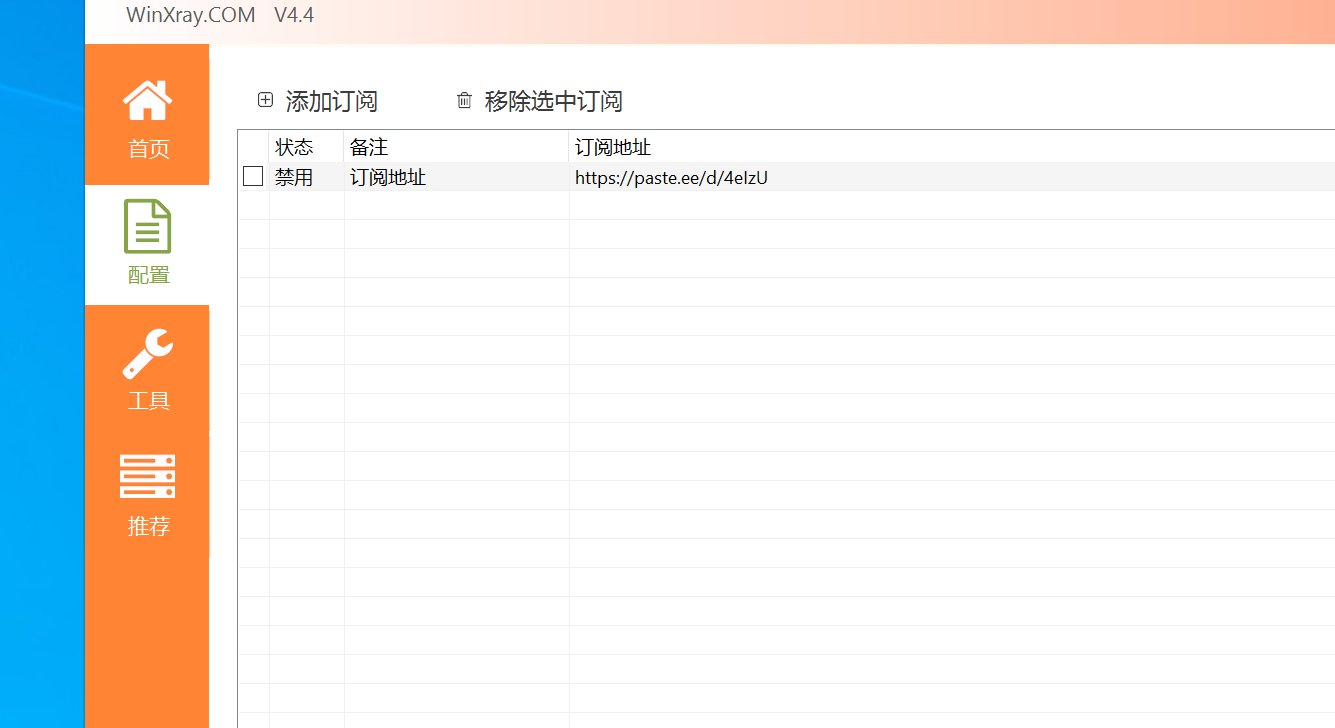 WinXray.COM V4.4
首页
配置
工具
推荐
添加订阅 移除选中订阅
状态 备注 订阅地址
禁用 订阅地址 https://paste.ee/d/4elzU